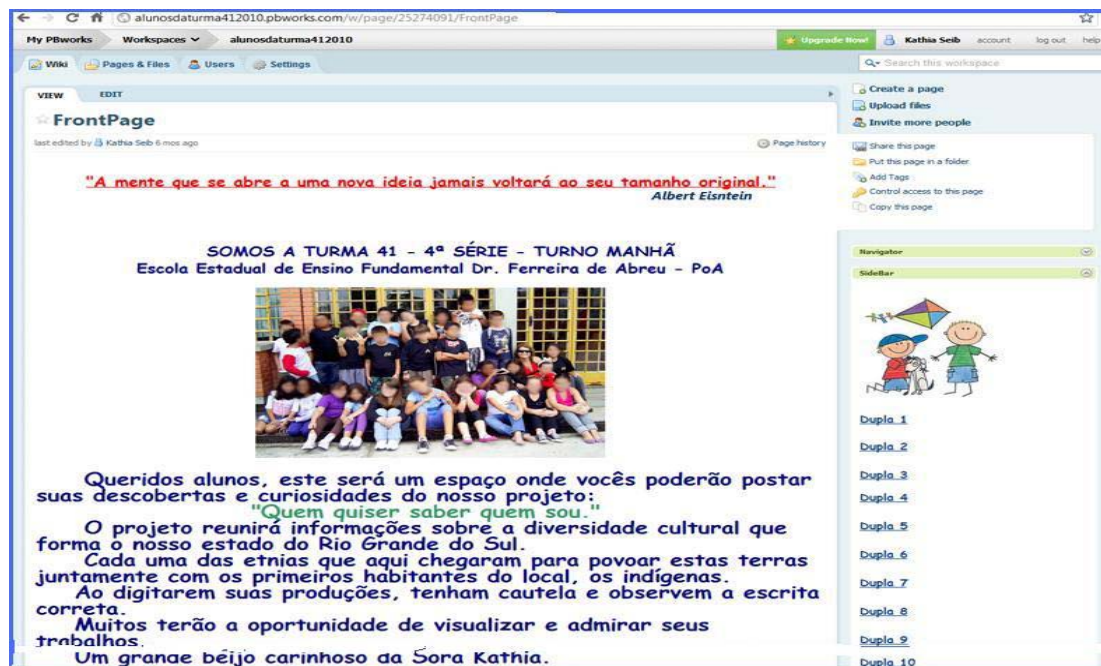 alunosdaturma412010.pbworks.com/w/page/25274091/FrontPage
My PBworks Workspaces alunosdaturma412010 Upgrade Now! Kathia Seib account log out help
Wiki Pages & Files Users Settings Search this workspace
VIEW EDIT
FrontPage
last edited by Kathia Seib 6 mos ago Page history
"A mente que se abre a uma nova ideia jamais voltará ao seu tamanho original."
Albert Eisntein
SOMOS A TURMA 41 - 4ª SÉRIE - TURNO MANHÃ
Escola Estadual de Ensino Fundamental Dr. Ferreira de Abreu - PoA
Queridos alunos, este será um espaço onde vocês poderão postar
suas descobertas e curiosidades do nosso projeto:
"Quem quiser saber quem sou."
O projeto reunirá informações sobre a diversidade cultural que
forma o nosso estado do Rio Grande do Sul.
Cada uma das etnias que aqui chegaram para povoar estas terras
juntamente com os primeiros habitantes do local, os indígenas.
Ao digitarem suas produções, tenham cautela e observem a escrita
correta.
Muitos terão a oportunidade de visualizar e admirar seus
trabalhos.
Um grande beijo carinhoso da Sora Kathia.
Create a page
Upload files
Invite more people
Share this page
Put this page in a folder
Add Tags
Control access to this page
Copy this page
Navigator
SideBar
Dupla 1
Dupla 2
Dupla 3
Dupla 4
Dupla 5
Dupla 6
Dupla 7
Dupla 8
Dupla 9
Dupla 10